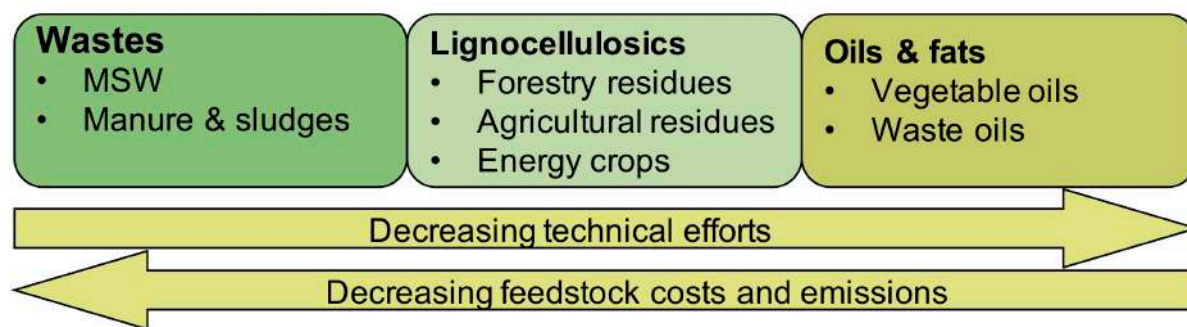 Wastes
• MSW
• Manure & sludges
Lignocellulosics
• Forestry residues
• Agricultural residues
• Energy crops
Oils & fats
• Vegetable oils
• Waste oils
Decreasing technical efforts
Decreasing feedstock costs and emissions